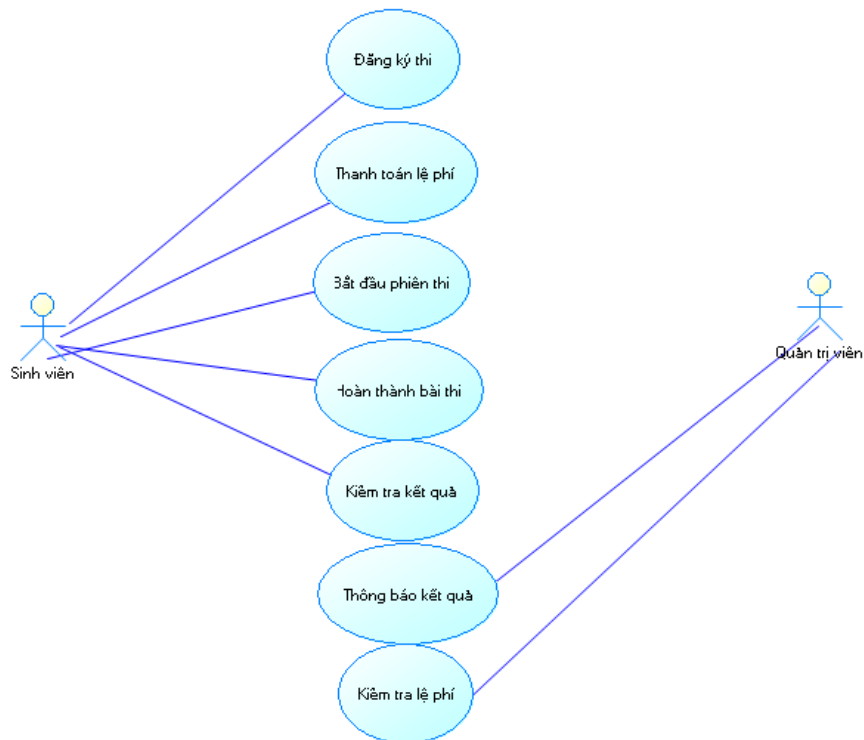 Đăng ký thi
Thanh toán lệ phí
Bắt đầu phiên thi
Sinh viên
Quản trị viên
Hoàn thành bài thi
Kiểm tra kết quả
Thông báo kết quả
Kiểm tra lệ phí